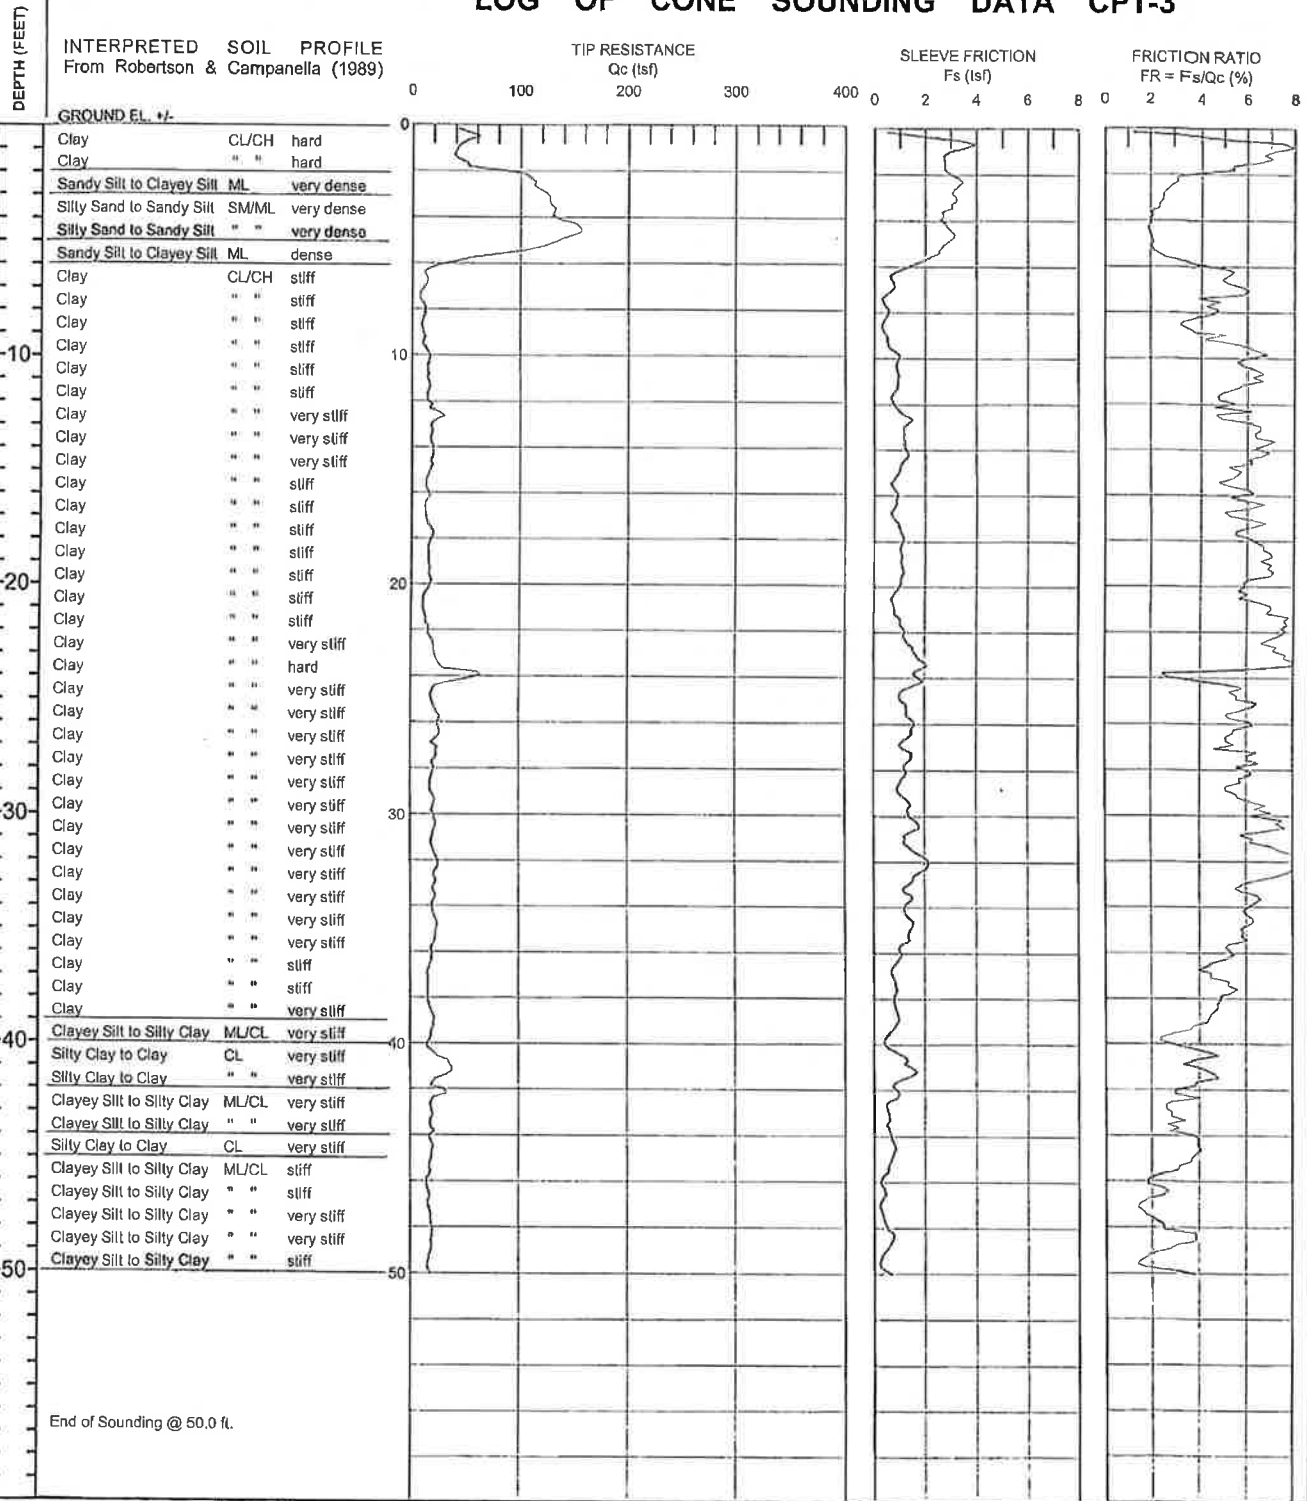 LOG OF CONE SOUNDING DATA CPT-3
DEPTH (FEET)
INTERPRETED SOIL PROFILE
From Robertson & Campanella (1989)
TIP RESISTANCE
Qc (tsf)
SLEEVE FRICTION
Fs (tsf)
FRICTION RATIO
FR = Fs/Qc (%)
0 100 200 300 400
0 2 4 6 8
0 2 4 6 8
GROUND EL. +/-
0
Clay CL/CH hard
Clay " " hard
Sandy Silt to Clayey Silt ML very dense
Silty Sand to Sandy Silt SM/ML very dense
Silty Sand to Sandy Silt " " very dense
Sandy Silt to Clayey Silt ML dense
Clay CL/CH stiff
Clay " " stiff
Clay " " stiff
10 Clay " " stiff 10
Clay " " stiff
Clay " " stiff
Clay " " very stiff
Clay " " very stiff
Clay " " very stiff
Clay " " stiff
Clay " " stiff
Clay " " stiff
Clay " " stiff
20 Clay " " stiff 20
Clay " " stiff
Clay " " stiff
Clay " " very stiff
Clay " " hard
Clay " " very stiff
Clay " " very stiff
Clay " " very stiff
Clay " " very stiff
Clay " " very stiff
30 Clay " " very stiff 30
Clay " " very stiff
Clay " " very stiff
Clay " " very stiff
Clay " " very stiff
Clay " " very stiff
Clay " " very stiff
Clay " " stiff
Clay " " stiff
Clay " " very stiff
40 Clayey Silt to Silty Clay ML/CL very stiff 40
Silty Clay to Clay CL very stiff
Silty Clay to Clay " " very stiff
Clayey Silt to Silty Clay ML/CL very stiff
Clayey Silt to Silty Clay " " very stiff
Silty Clay to Clay CL very stiff
Clayey Silt to Silty Clay ML/CL stiff
Clayey Silt to Silty Clay " " stiff
Clayey Silt to Silty Clay " " very stiff
Clayey Silt to Silty Clay " " very stiff
50 Clayey Silt to Silty Clay " " stiff 50
End of Sounding @ 50.0 ft.